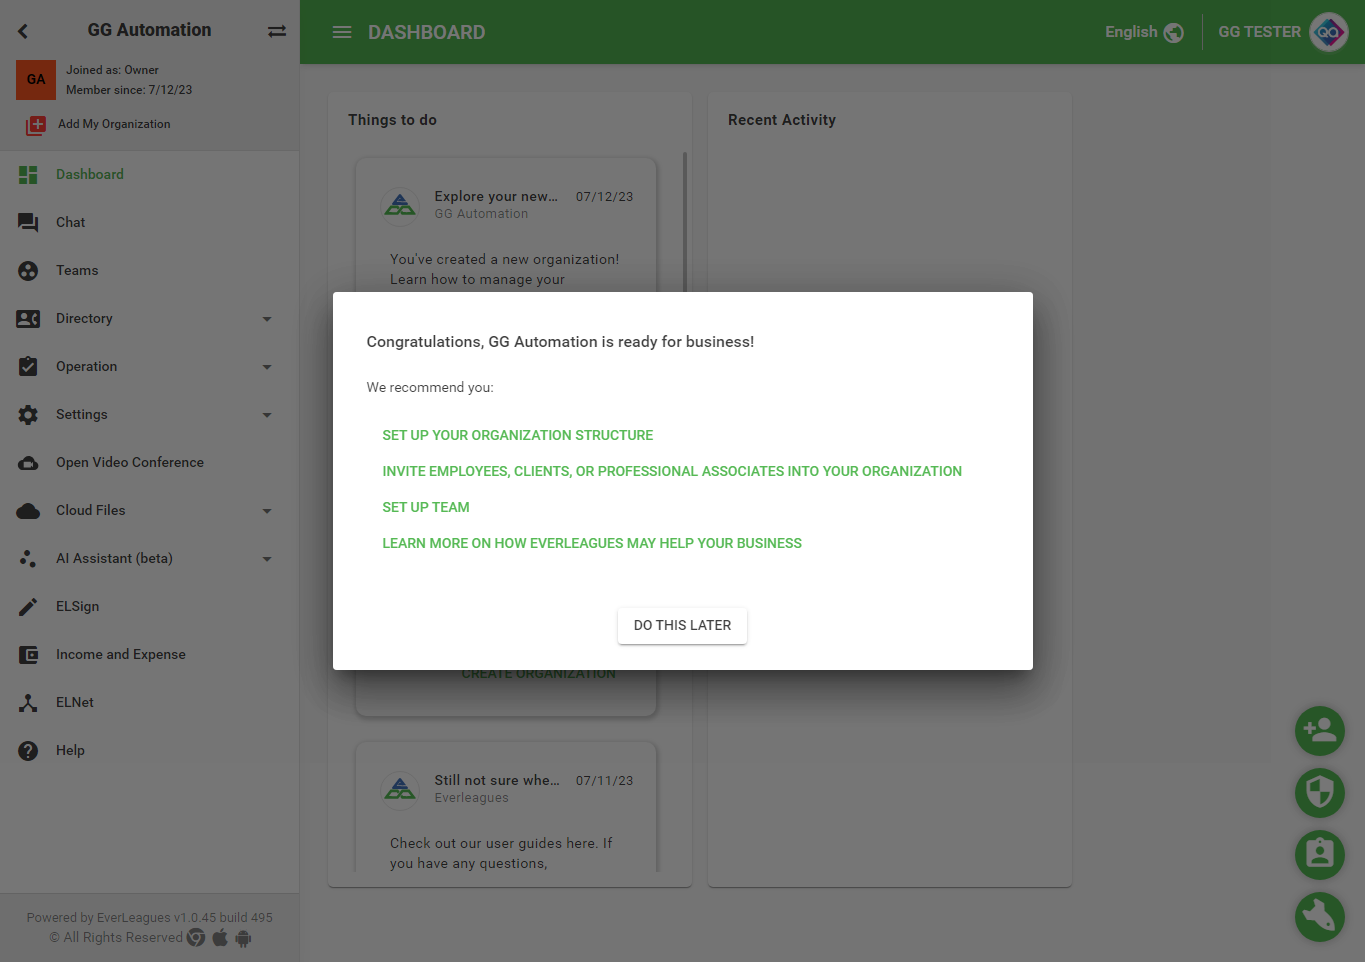 GG Automation
GA
Joined as: Owner
Member since: 7/12/23
Add My Organization
Dashboard
Chat
Teams
Directory
Operation
Settings
Open Video Conference
Cloud Files
AI Assistant (beta)
ELSign
Income and Expense
ELNet
Help
Powered by EverLeagues v1.0.45 build 495
© All Rights Reserved
DASHBOARD
English
GG TESTER
QA
Things to do
Explore your new... 07/12/23
GG Automation
You've created a new organization!
Learn how to manage your
Recent Activity
Congratulations, GG Automation is ready for business!
We recommend you:
SET UP YOUR ORGANIZATION STRUCTURE
INVITE EMPLOYEES, CLIENTS, OR PROFESSIONAL ASSOCIATES INTO YOUR ORGANIZATION
SET UP TEAM
LEARN MORE ON HOW EVERLEAGUES MAY HELP YOUR BUSINESS
DO THIS LATER
CREATE ORGANIZATION
Still not sure whe... 07/11/23
Everleagues
Check out our user guides here. If
you have any questions,